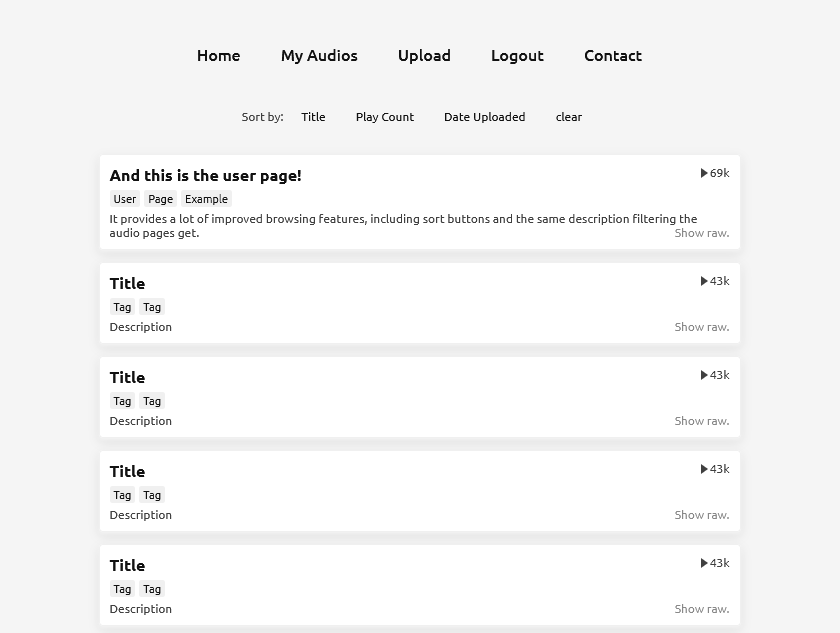 Home My Audios Upload Logout Contact
Sort by: Title Play Count Date Uploaded clear
And this is the user page! 69k
User Page Example
It provides a lot of improved browsing features, including sort buttons and the same description filtering the
audio pages get. Show raw.
Title 43k
Tag Tag
Description Show raw.
Title 43k
Tag Tag
Description Show raw.
Title 43k
Tag Tag
Description Show raw.
Title 43k
Tag Tag
Description Show raw.